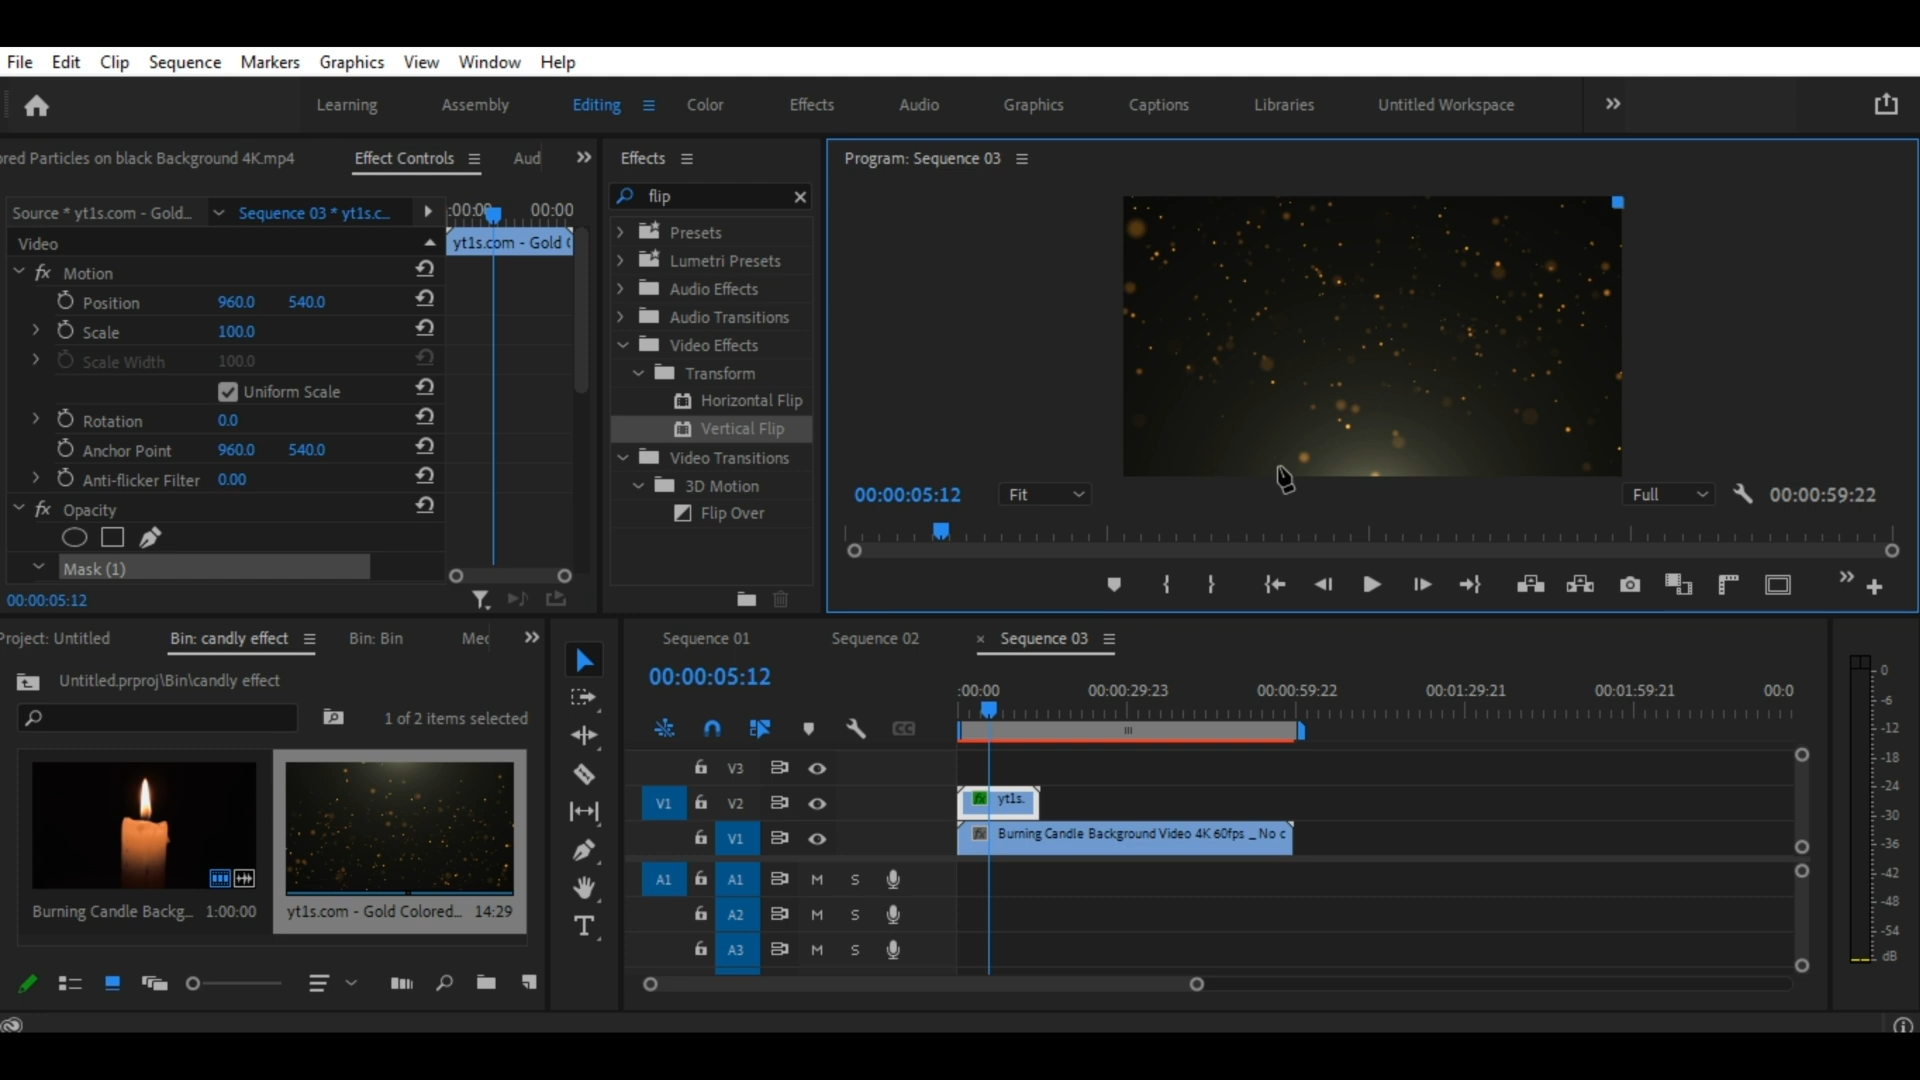 File Edit Clip Sequence Markers Graphics View Window Help
Learning Assembly Editing Color Effects Audio Graphics Captions Libraries Untitled Workspace
ored Particles on black Background 4K.mp4 Effect Controls Aud
Source * yt1s.com - Gold... Sequence 03 * yt1s.c...
:00:00 00:00
Video
yt1s.com - Gold
fx Motion
Position 960.0 540.0
Scale 100.0
Scale Width 100.0
Uniform Scale
Rotation 0.0
Anchor Point 960.0 540.0
Anti-flicker Filter 0.00
fx Opacity
Mask (1)
00:00:05:12
Effects
flip
Presets
Lumetri Presets
Audio Effects
Audio Transitions
Video Effects
Transform
Horizontal Flip
Vertical Flip
Video Transitions
3D Motion
Flip Over
Program: Sequence 03
00:00:05:12 Fit Full 00:00:59:22
Project: Untitled Bin: candly effect Bin: Bin Mec
Untitled.prproj\Bin\candly effect
1 of 2 items selected
Burning Candle Backg... 1:00:00
yt1s.com - Gold Colored... 14:29
Sequence 01 Sequence 02 × Sequence 03
00:00:05:12
:00:00 00:00:29:23 00:00:59:22 00:01:29:21 00:01:59:21 00:0
V3
V1 V2 fx yt1s.
V1 fx Burning Candle Background Video 4K 60fps _ No c
A1 A1 M S
A2 M S
A3 M S
0
-6
-12
-18
-24
-30
-36
-42
-48
-54
dB